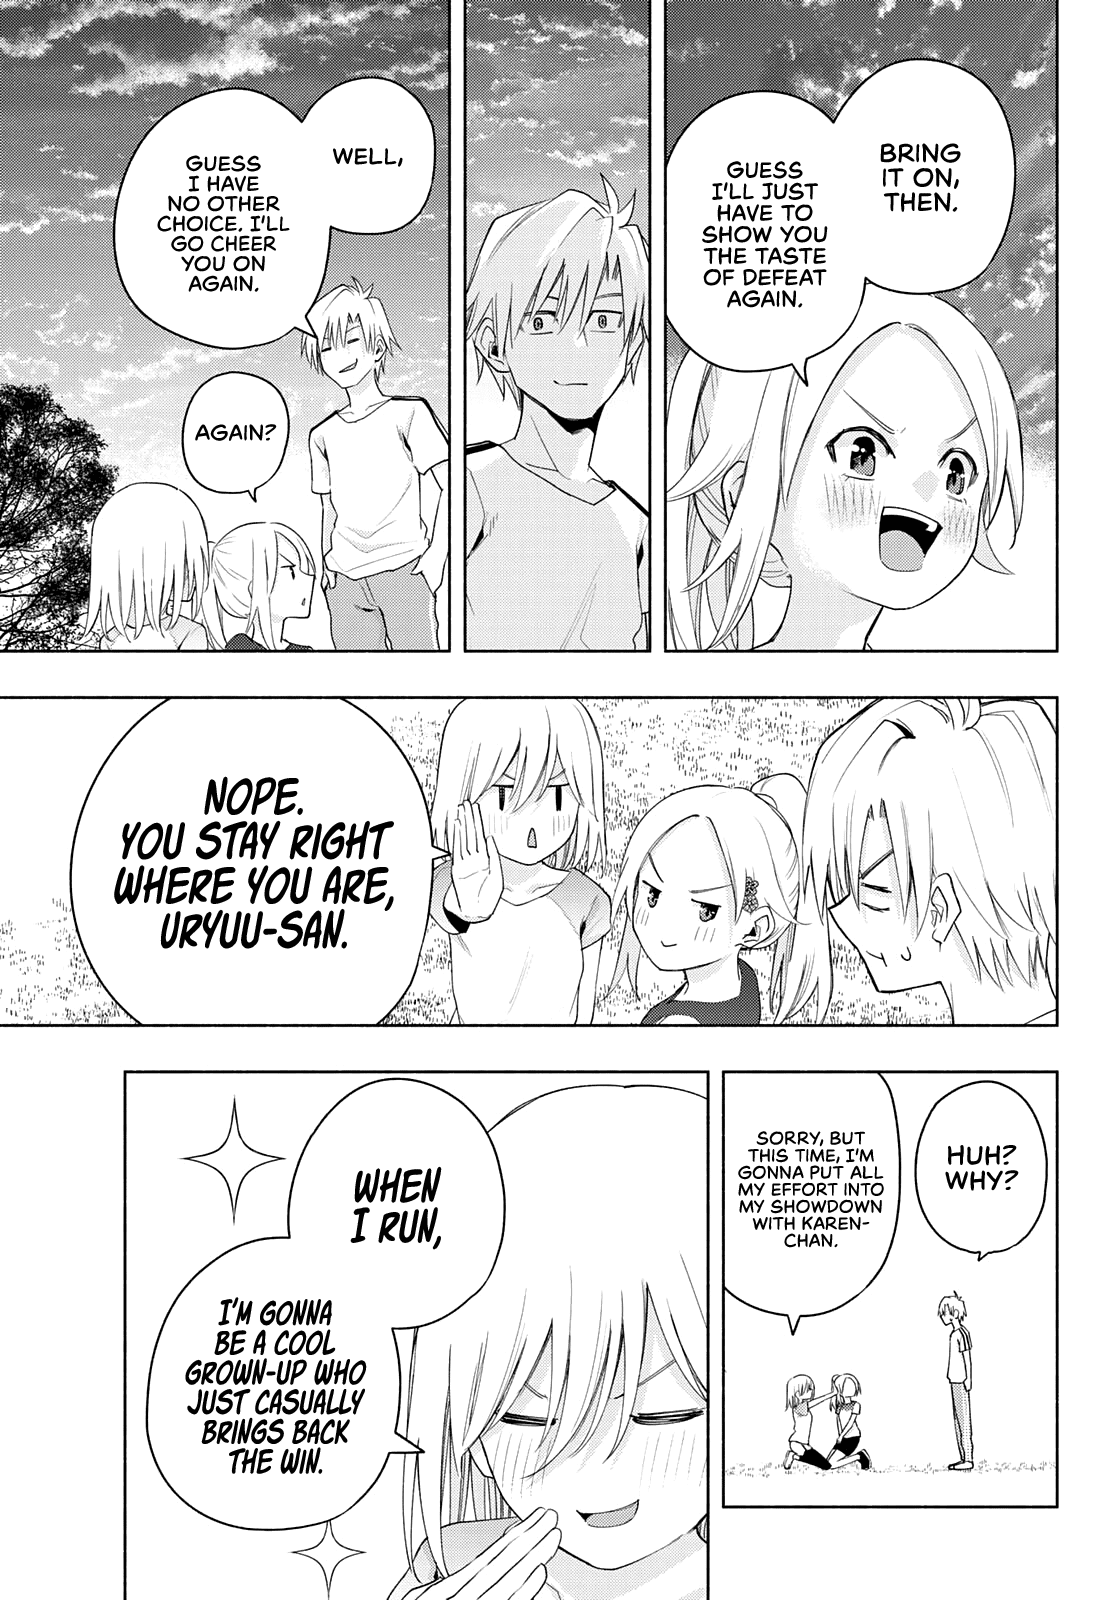 BRING
IT ON,
THEN.
GUESS
I'LL JUST
HAVE TO
SHOW YOU
THE TASTE
OF DEFEAT
AGAIN.
WELL,
GUESS
I HAVE
NO OTHER
CHOICE. I'LL
GO CHEER
YOU ON
AGAIN.
AGAIN?
NOPE.
YOU STAY RIGHT
WHERE YOU ARE,
URYUU-SAN.
HUH?
WHY?
SORRY, BUT
THIS TIME, I'M
GONNA PUT ALL
MY EFFORT INTO
MY SHOWDOWN
WITH KAREN-
CHAN.
WHEN
I RUN,
I'M GONNA
BE A COOL
GROWN-UP WHO
JUST CASUALLY
BRINGS BACK
THE WIN.